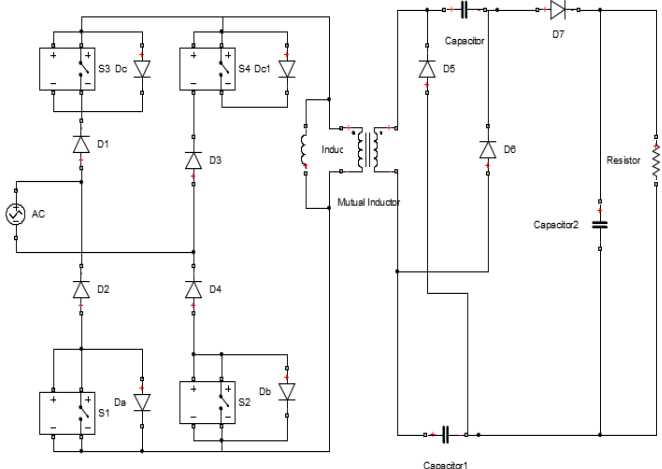 S3 Dc
S4 Dc1
Capacitor
D7
D5
D1
D3
Induc
D6
Resistor
Mutual Inductor
AC
Capacitor2
D2
D4
S1
Da
S2
Db
Capacitor1